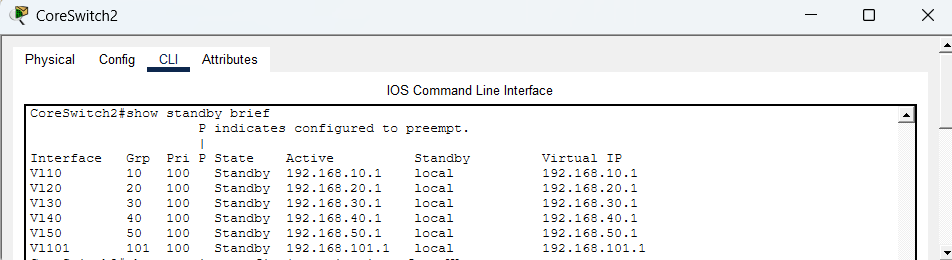 CoreSwitch2
Physical Config CLI Attributes
IOS Command Line Interface
CoreSwitch2#show standby brief
P indicates configured to preempt.
|
Interface Grp Pri P State Active Standby Virtual IP
Vl10 10 100 Standby 192.168.10.1 local 192.168.10.1
Vl20 20 100 Standby 192.168.20.1 local 192.168.20.1
Vl30 30 100 Standby 192.168.30.1 local 192.168.30.1
Vl40 40 100 Standby 192.168.40.1 local 192.168.40.1
Vl50 50 100 Standby 192.168.50.1 local 192.168.50.1
Vl101 101 100 Standby 192.168.101.1 local 192.168.101.1